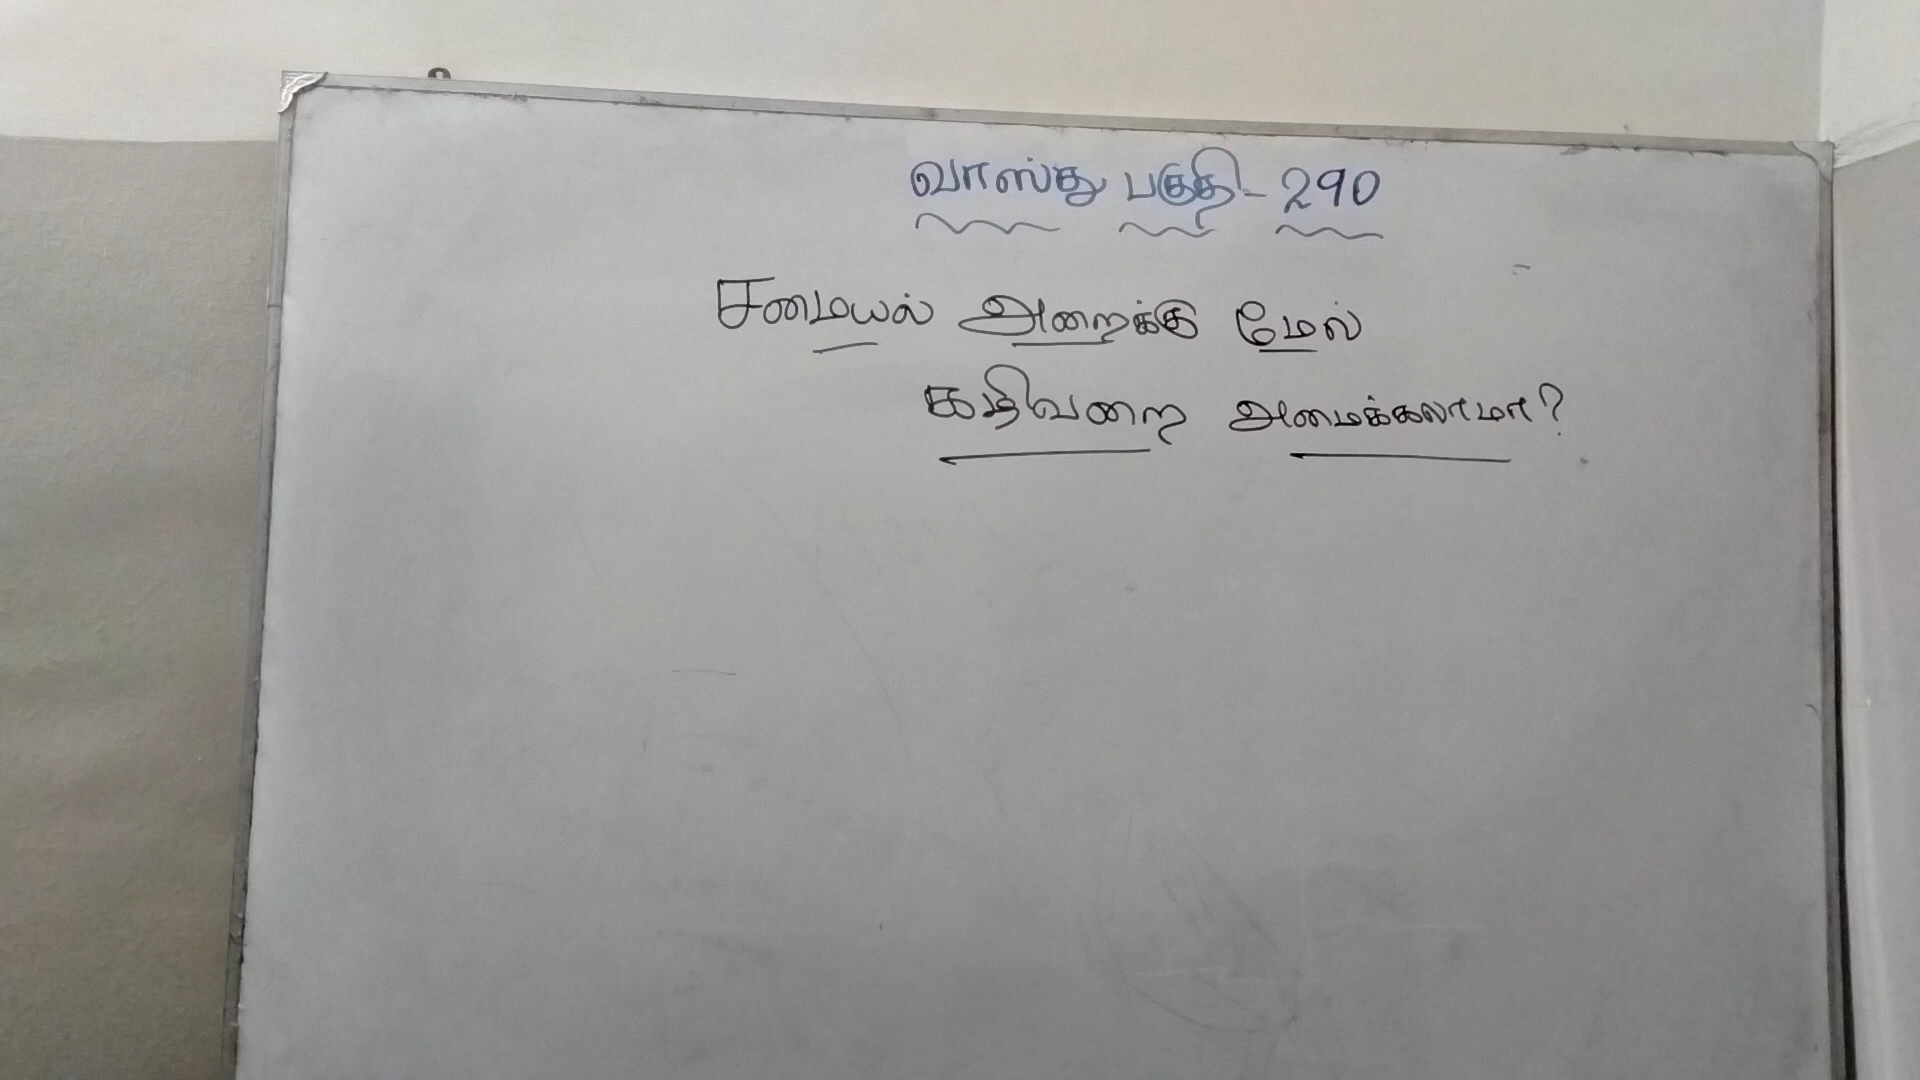 வாஸ்து பகுதி - 290
சமையல் அறைக்கு மேல்
கழிவறை அமைக்கலாமா?